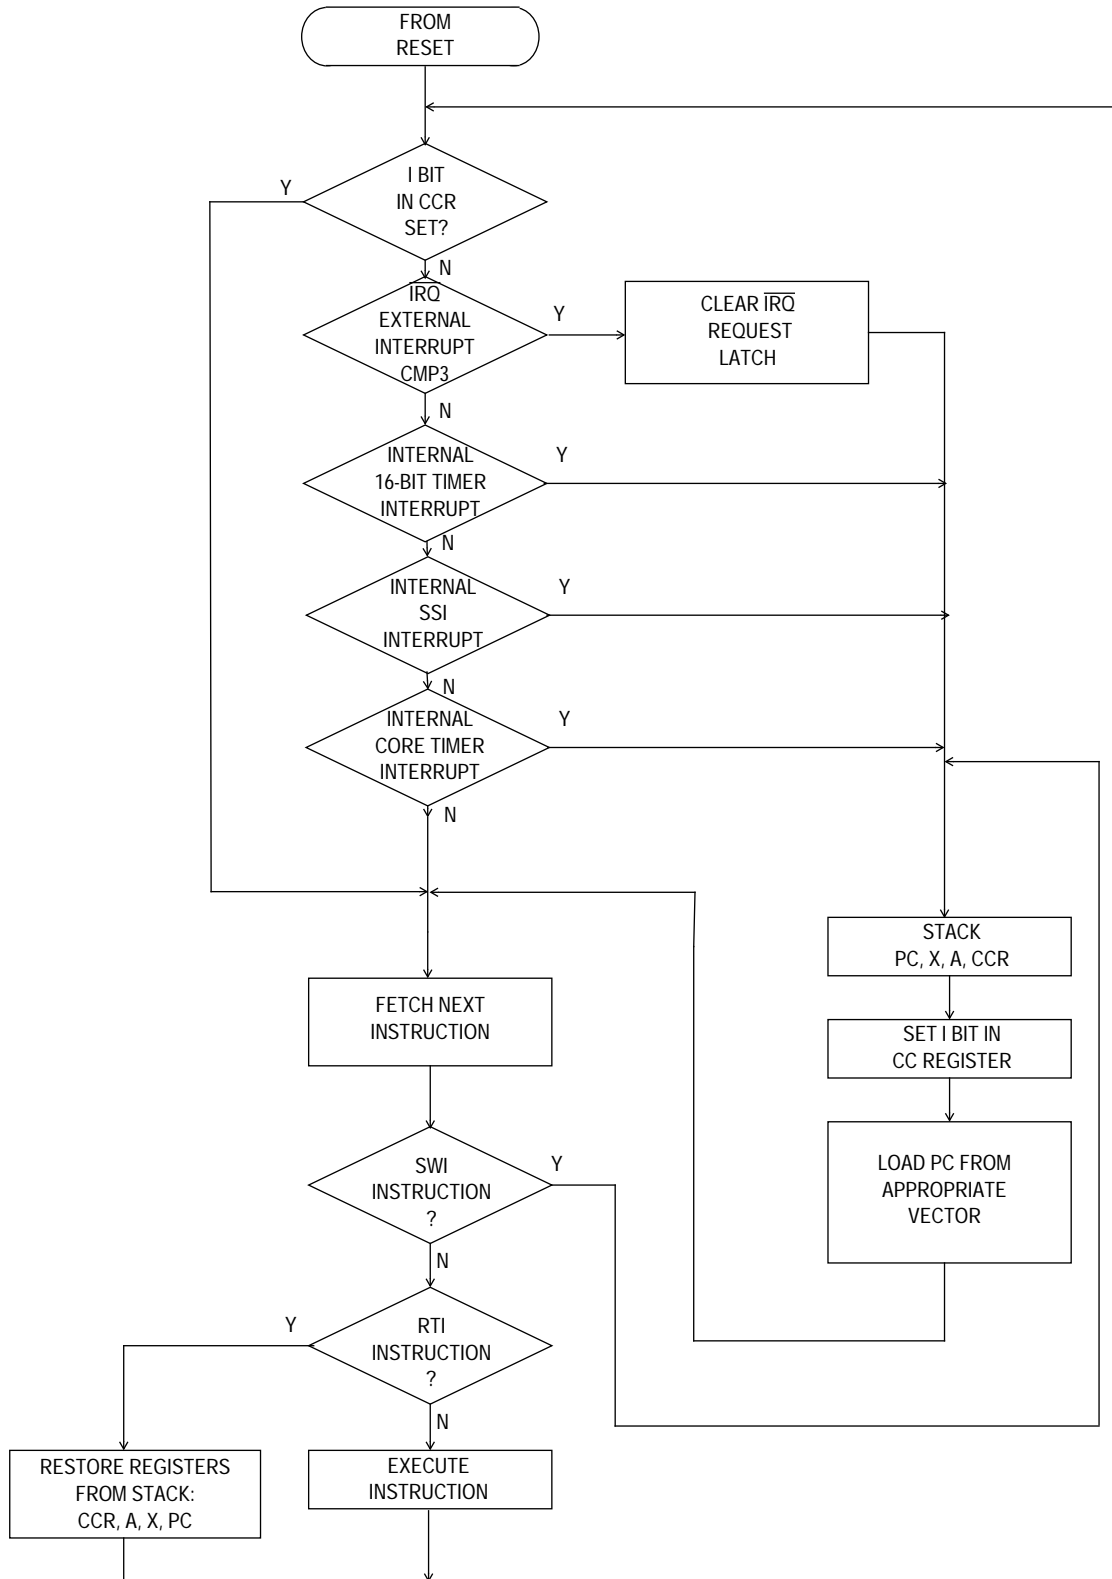 FROM
RESET
I BIT
IN CCR
SET?
Y
N
IRQ
EXTERNAL
INTERRUPT
CMP3
Y
CLEAR IRQ
REQUEST
LATCH
N
INTERNAL
16-BIT TIMER
INTERRUPT
Y
N
INTERNAL
SSI
INTERRUPT
Y
N
INTERNAL
CORE TIMER
INTERRUPT
Y
N
STACK
PC, X, A, CCR
SET I BIT IN
CC REGISTER
LOAD PC FROM
APPROPRIATE
VECTOR
FETCH NEXT
INSTRUCTION
SWI
INSTRUCTION
?
Y
N
RTI
INSTRUCTION
?
Y
N
RESTORE REGISTERS
FROM STACK:
CCR, A, X, PC
EXECUTE
INSTRUCTION